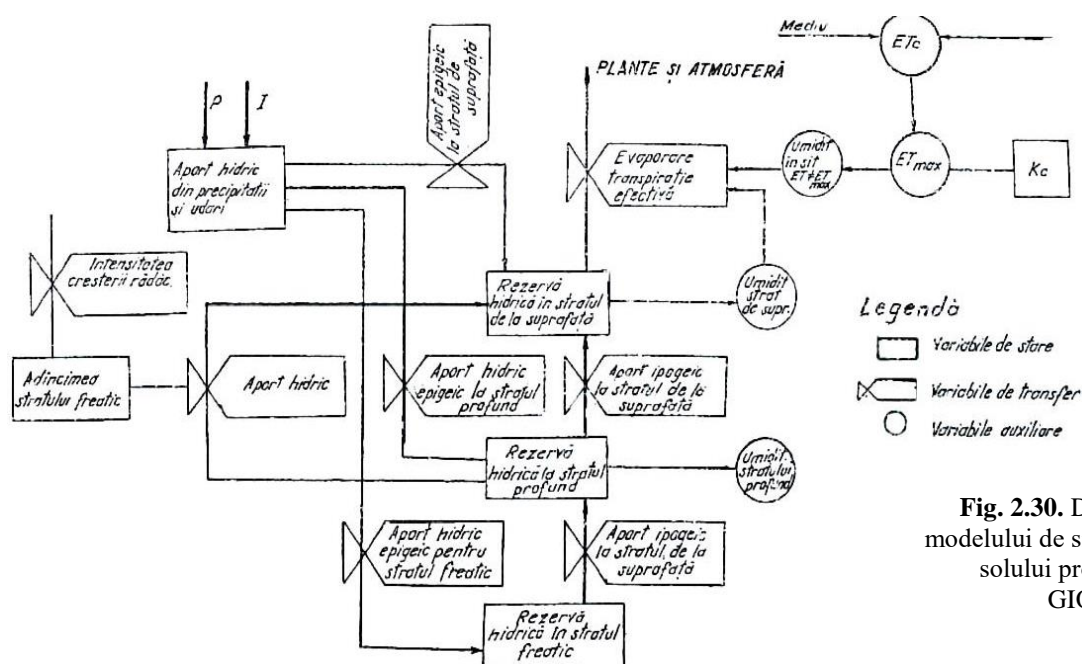 Mediu
ETc
PLANTE ȘI ATMOSFERĂ
P
I
Aport epigeic
la stratul de
suprafață
Aport hidric
din precipitații
și udări
Evaporare
transpirație
efectivă
Umidit
in sit
ET≠ET
max
ETmax
Kc
Intensitatea
creșterii rădăc.
Rezervă
hidrică în stratul
de la suprafață
Umidit
strat
de supr.
Legendă
Variabile de stare
Variabile de transfer
Variabile auxiliare
Adincimea
stratului freatic
Aport hidric
Aport hidric
epigeic la stratul
profund
Aport ipogeic
la stratul de la
suprafață
Rezervă
hidrică la stratul
profund
Umidit.
stratului
profund
Aport hidric
epigeic pentru
stratul freatic
Aport ipogeic
la stratul de la
suprafață
Rezervă
hidrică în stratul
freatic
Fig. 2.30. D
modelului de s
solului pr